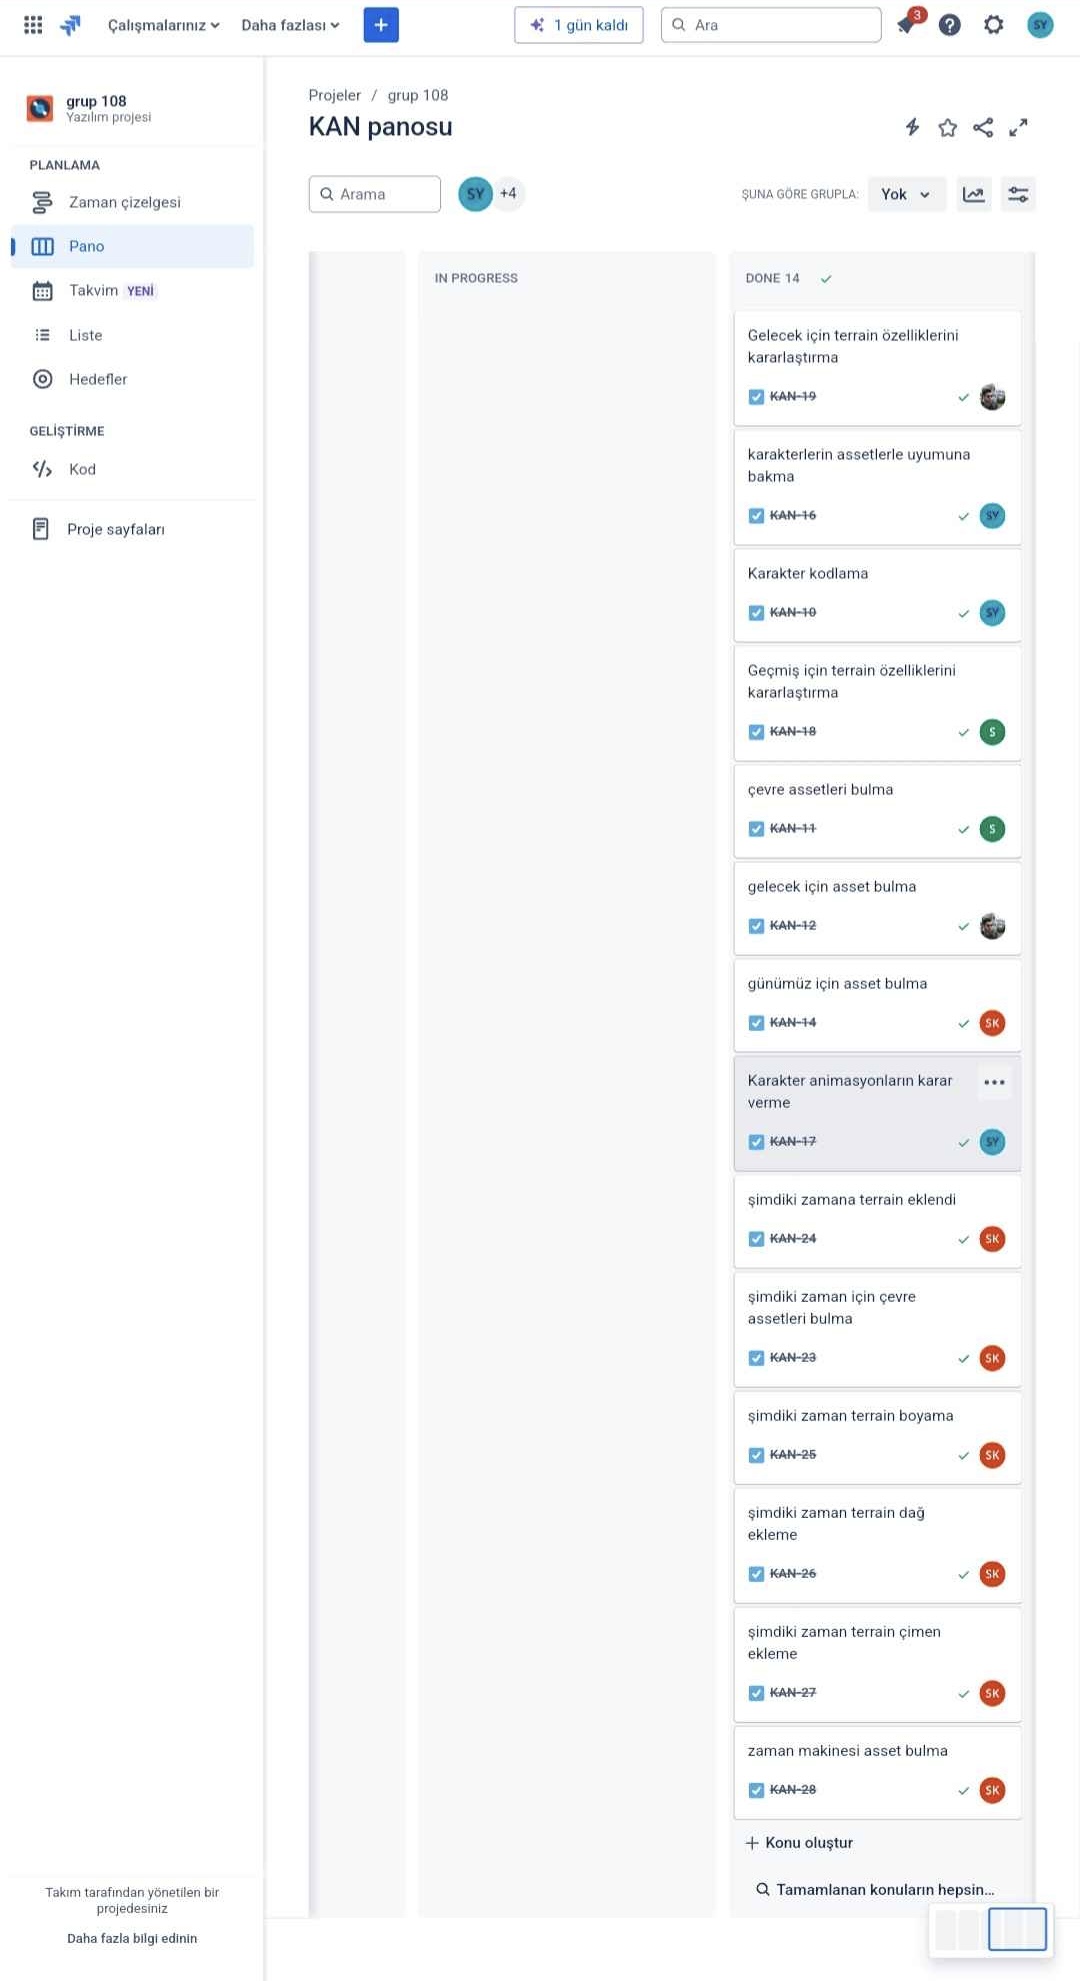 Çalışmalarınız
Daha fazlası
1 gün kaldı
Ara
3
SY
grup 108
Yazılım projesi
PLANLAMA
Zaman çizelgesi
Pano
Takvim YENİ
Liste
Hedefler
GELİŞTİRME
Kod
Proje sayfaları
Projeler / grup 108
KAN panosu
Arama
SY
+4
ŞUNA GÖRE GRUPLA:
Yok
IN PROGRESS
DONE 14
Gelecek için terrain özelliklerini
kararlaştırma
KAN-19
karakterlerin assetlerle uyumuna
bakma
KAN-16
SY
Karakter kodlama
KAN-10
SY
Geçmiş için terrain özelliklerini
kararlaştırma
KAN-18
S
çevre assetleri bulma
KAN-11
S
gelecek için asset bulma
KAN-12
günümüz için asset bulma
KAN-14
SK
Karakter animasyonların karar
verme
KAN-17
SY
şimdiki zamana terrain eklendi
KAN-24
SK
şimdiki zaman için çevre
assetleri bulma
KAN-23
SK
şimdiki zaman terrain boyama
KAN-25
SK
şimdiki zaman terrain dağ
ekleme
KAN-26
SK
şimdiki zaman terrain çimen
ekleme
KAN-27
SK
zaman makinesi asset bulma
KAN-28
SK
Konu oluştur
Tamamlanan konuların hepsin...
Takım tarafından yönetilen bir
projedesiniz
Daha fazla bilgi edinin